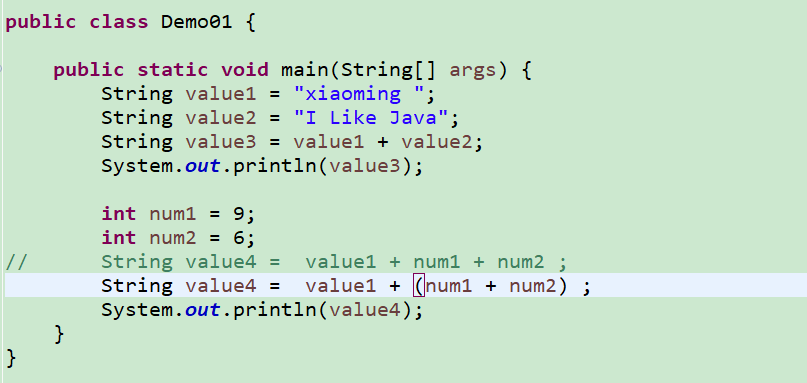 public class Demo01 {
public static void main(String[] args) {
String value1 = "xiaoming ";
String value2 = "I Like Java";
String value3 = value1 + value2;
System.out.println(value3);
int num1 = 9;
int num2 = 6;
// String value4 =  value1 + num1 + num2 ;
String value4 =  value1 + (num1 + num2) ;
System.out.println(value4);
}
}